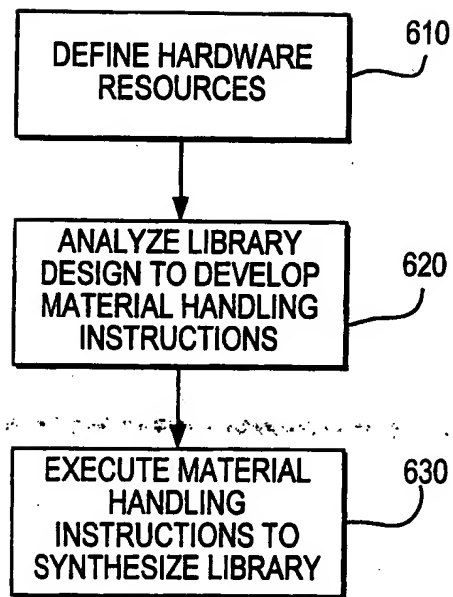 DEFINE HARDWARE
RESOURCES
610
ANALYZE LIBRARY
DESIGN TO DEVELOP
MATERIAL HANDLING
INSTRUCTIONS
620
EXECUTE MATERIAL
HANDLING
INSTRUCTIONS TO
SYNTHESIZE LIBRARY
630